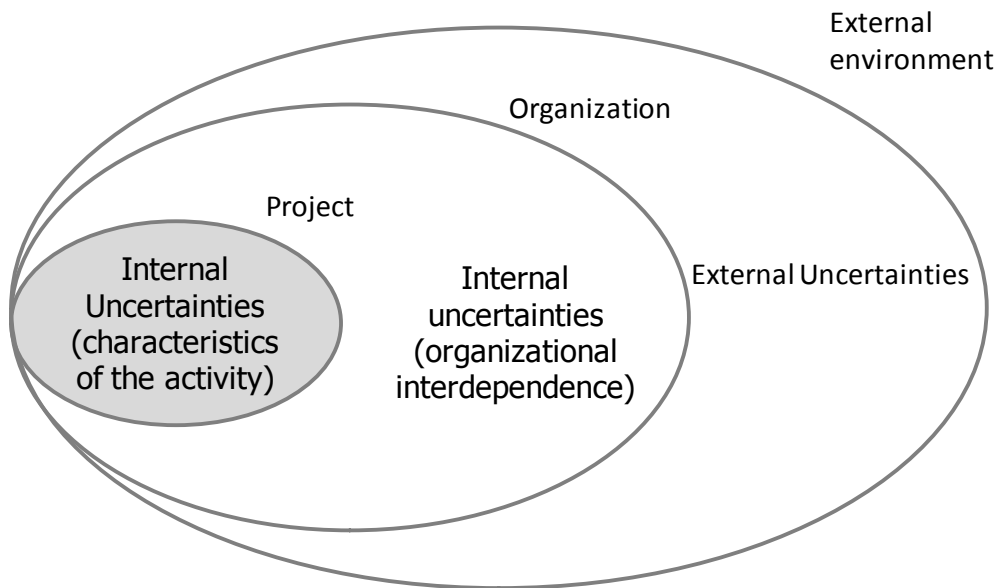 External
environment
Organization
Project
Internal
Uncertainties
(characteristics
of the activity)
Internal
uncertainties
(organizational
interdependence)
External Uncertainties